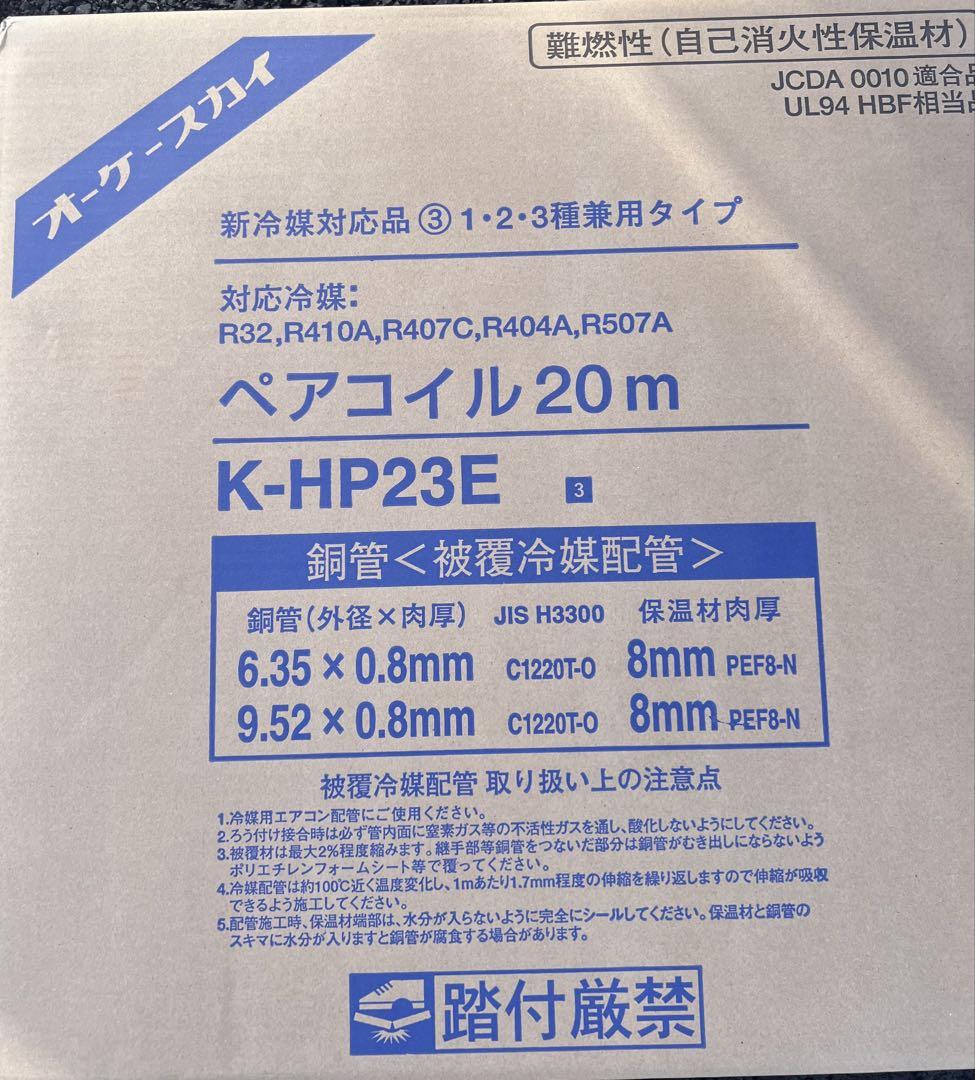 難燃性(自己消火性保温材)
JCDA 0010適合品
UL94 HBF相当品
オーケースカイ
新冷媒対応品③1・2・3種兼用タイプ
対応冷媒:
R32,R410A,R407C,R404A,R507A
ペアコイル20m
K-HP23E 3
銅管<被覆冷媒配管>
銅管(外径×肉厚) JIS H3300 保温材肉厚
6.35×0.8mm C1220T-O 8mm PEF8-N
9.52×0.8mm C1220T-O 8mm PEF8-N
被覆冷媒配管 取り扱い上の注意点
1.冷媒用エアコン配管にご使用ください。
2.ろう付け接合時は必ず管内面に窒素ガス等の不活性ガスを通し、酸化しないようにしてください。
3.被覆材は最大2%程度縮みます。継手部等銅管をつないだ部分は銅管がむき出しにならないよう
ポリエチレンフォームシート等で覆ってください。
4.冷媒配管は約100℃近く温度変化し、1mあたり1.7mm程度の伸縮を繰り返しますので伸縮が吸収
できるよう施工してください。
5.配管施工時、保温材端部は、水分が入らないように完全にシールしてください。保温材と銅管の
スキマに水分が入りますと銅管が腐食する場合があります。
踏付厳禁